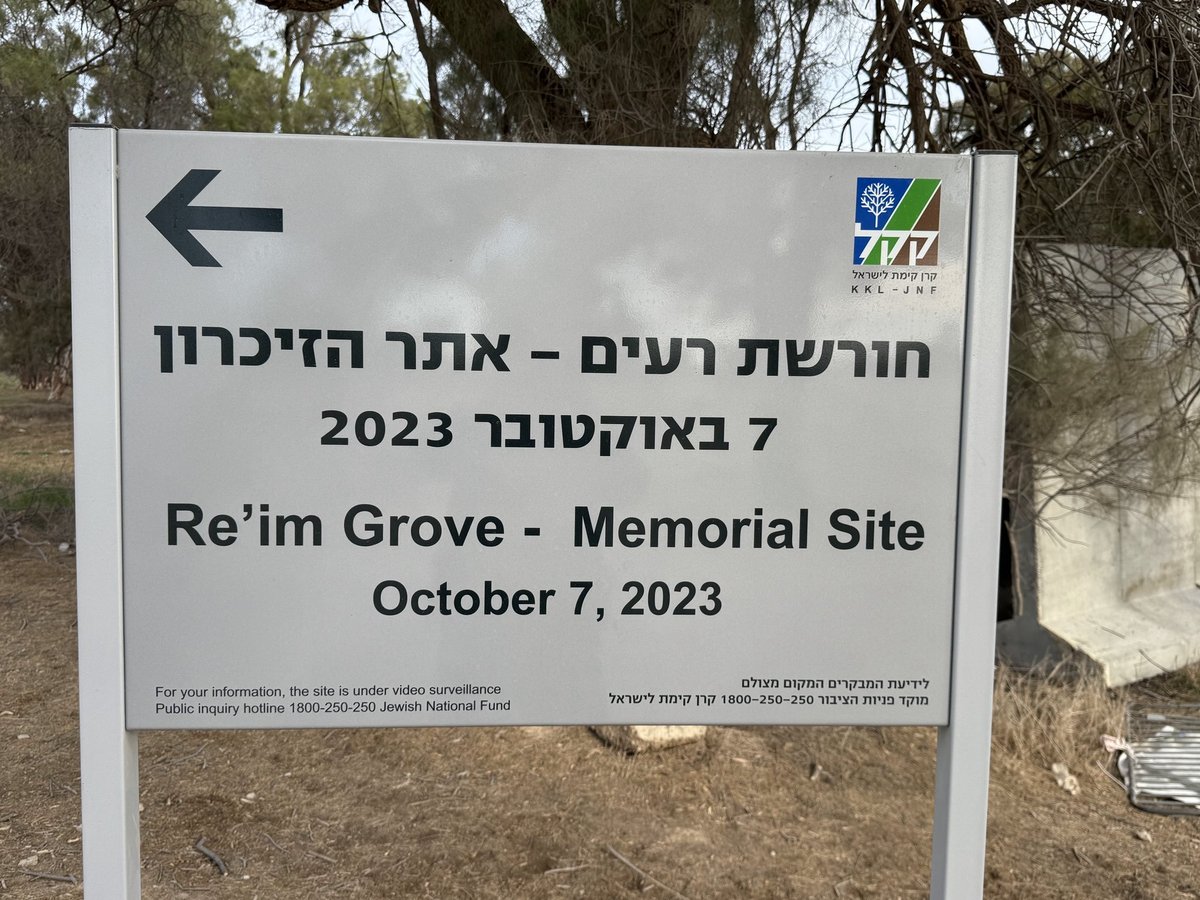 קקל
קרן קימת לישראל
KKL-JNF
חורשת רעים – אתר הזיכרון
7 באוקטובר 2023
Re'im Grove - Memorial Site
October 7, 2023
לידיעת המבקרים המקום מצולם
מוקד פניות הציבור 1800-250-250 קרן קימת לישראל
For your information, the site is under video surveillance
Public inquiry hotline 1800-250-250 Jewish National Fund